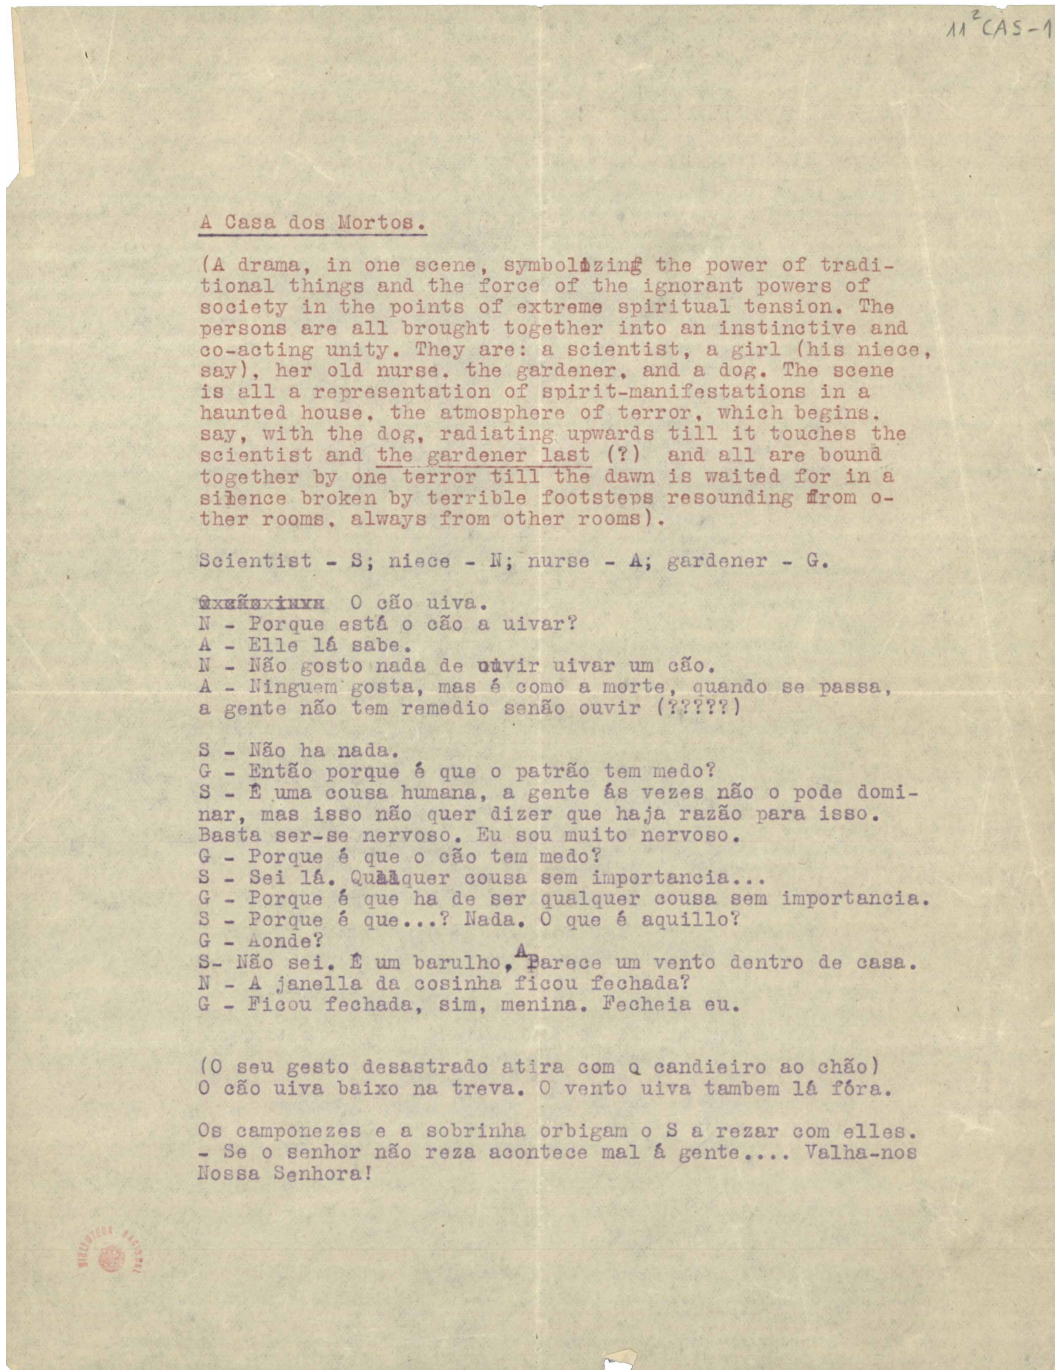 11² CAS-1
A Casa dos Mortos.
(A drama, in one scene, symbolizing the power of tradi-
tional things and the force of the ignorant powers of
society in the points of extreme spiritual tension. The
persons are all brought together into an instinctive and
co-acting unity. They are: a scientist, a girl (his niece,
say), her old nurse. the gardener, and a dog. The scene
is all a representation of spirit-manifestations in a
haunted house. the atmosphere of terror, which begins.
say, with the dog, radiating upwards till it touches the
scientist and the gardener last (?)  and all are bound
together by one terror till the dawn is waited for in a
silence broken by terrible footsteps resounding from o-
ther rooms, always from other rooms).
Scientist - S; niece - N; nurse - A; gardener - G.
O cão uiva.
N - Porque está o cão a uivar?
A - Elle lá sabe.
N - Não gosto nada de ouvir uivar um cão.
A - Ninguem gosta, mas é como a morte, quando se passa,
a gente não tem remedio senão ouvir (?????)
S - Não ha nada.
G - Então porque é que o patrão tem medo?
S - É uma cousa humana, a gente ás vezes não o pode domi-
nar, mas isso não quer dizer que haja razão para isso.
Basta ser-se nervoso. Eu sou muito nervoso.
G - Porque é que o cão tem medo?
S - Sei lá. Qualquer cousa sem importancia...
G - Porque é que ha de ser qualquer cousa sem importancia.
S - Porque é que...? Nada. O que é aquillo?
G - Aonde?
S- Não sei. É um barulho, Parece um vento dentro de casa.
N - A janella da cosinha ficou fechada?
G - Ficou fechada, sim, menina. Fecheia eu.
(O seu gesto desastrado atira com o candieiro ao chão)
O cão uiva baixo na treva. O vento uiva tambem lá fóra.
Os camponezes e a sobrinha orbigam o S a rezar com elles.
- Se o senhor não reza acontece mal á gente.... Valha-nos
Nossa Senhora!
BIBLIOTECA NACIONAL